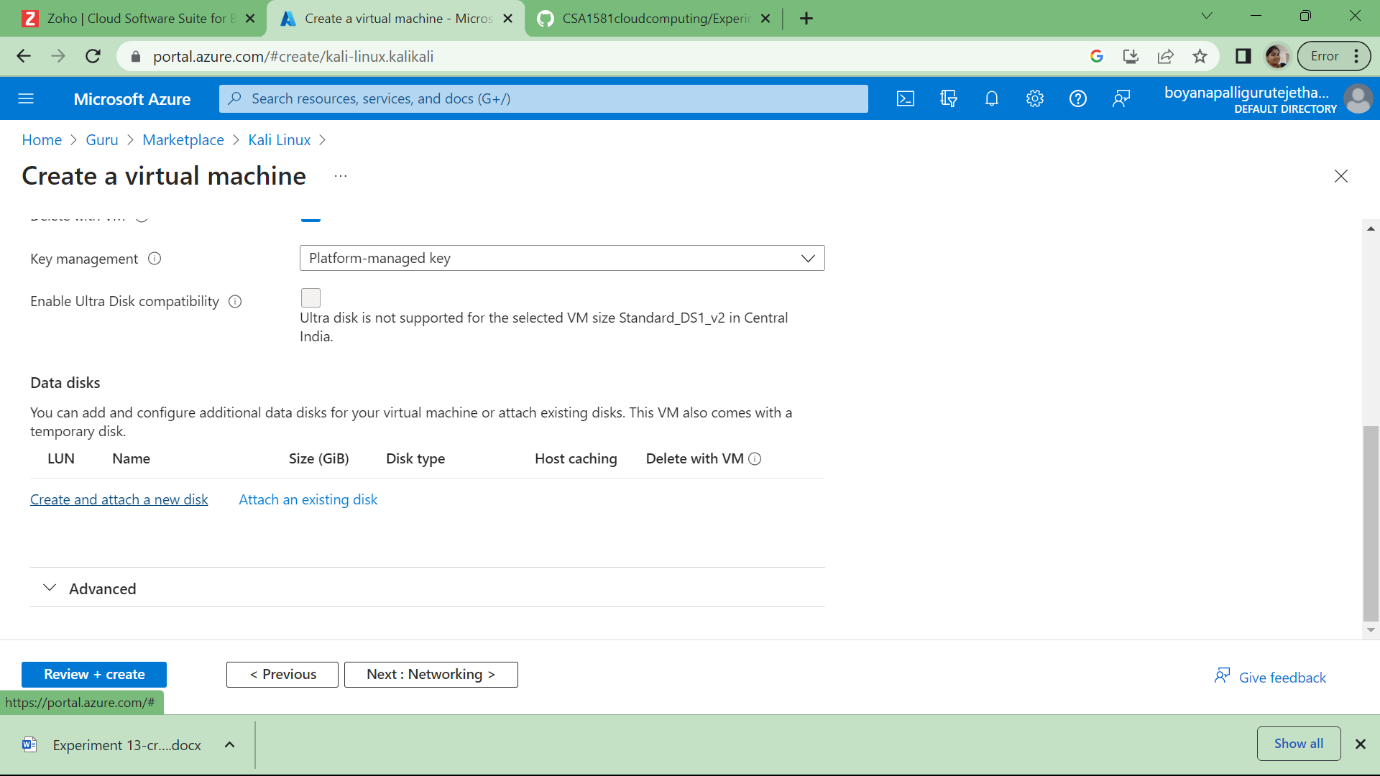 Zoho | Cloud Software Suite for
Create a virtual machine - Micros
CSA1581cloudcomputing/Experi
portal.azure.com/#create/kali-linux.kalikali
Error
Microsoft Azure
Search resources, services, and docs (G+/)
boyanapalligurutejetha...
DEFAULT DIRECTORY
Home > Guru > Marketplace > Kali Linux >
Create a virtual machine ...
Key management
Platform-managed key
Enable Ultra Disk compatibility
Ultra disk is not supported for the selected VM size Standard_DS1_v2 in Central
India.
Data disks
You can add and configure additional data disks for your virtual machine or attach existing disks. This VM also comes with a
temporary disk.
LUN Name Size (GiB) Disk type Host caching Delete with VM
Create and attach a new disk Attach an existing disk
Advanced
Review + create < Previous Next : Networking > Give feedback
https://portal.azure.com/#
Experiment 13-cr....docx
Show all